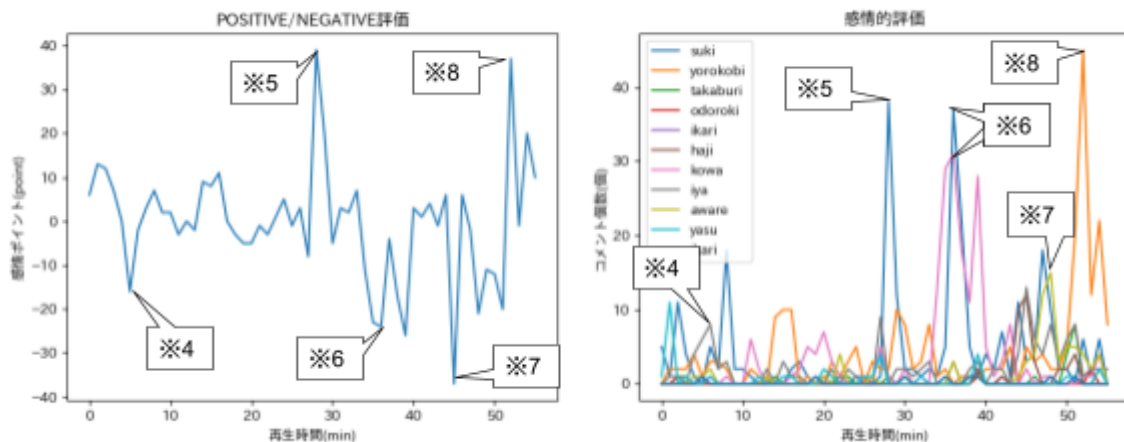 POSITIVE/NEGATIVE評価
感情ポイント(point)
40
30
20
10
0
−10
−20
−30
−40
0
10
20
30
40
50
再生時間(min)
※4
※5
※6
※7
※8
感情的評価
コメント個数(個)
40
30
20
10
0
0
10
20
30
40
50
再生時間(min)
suki
yorokobi
takaburi
odoroki
ikari
haji
kowa
iya
aware
yasu
※4
※5
※6
※7
※8